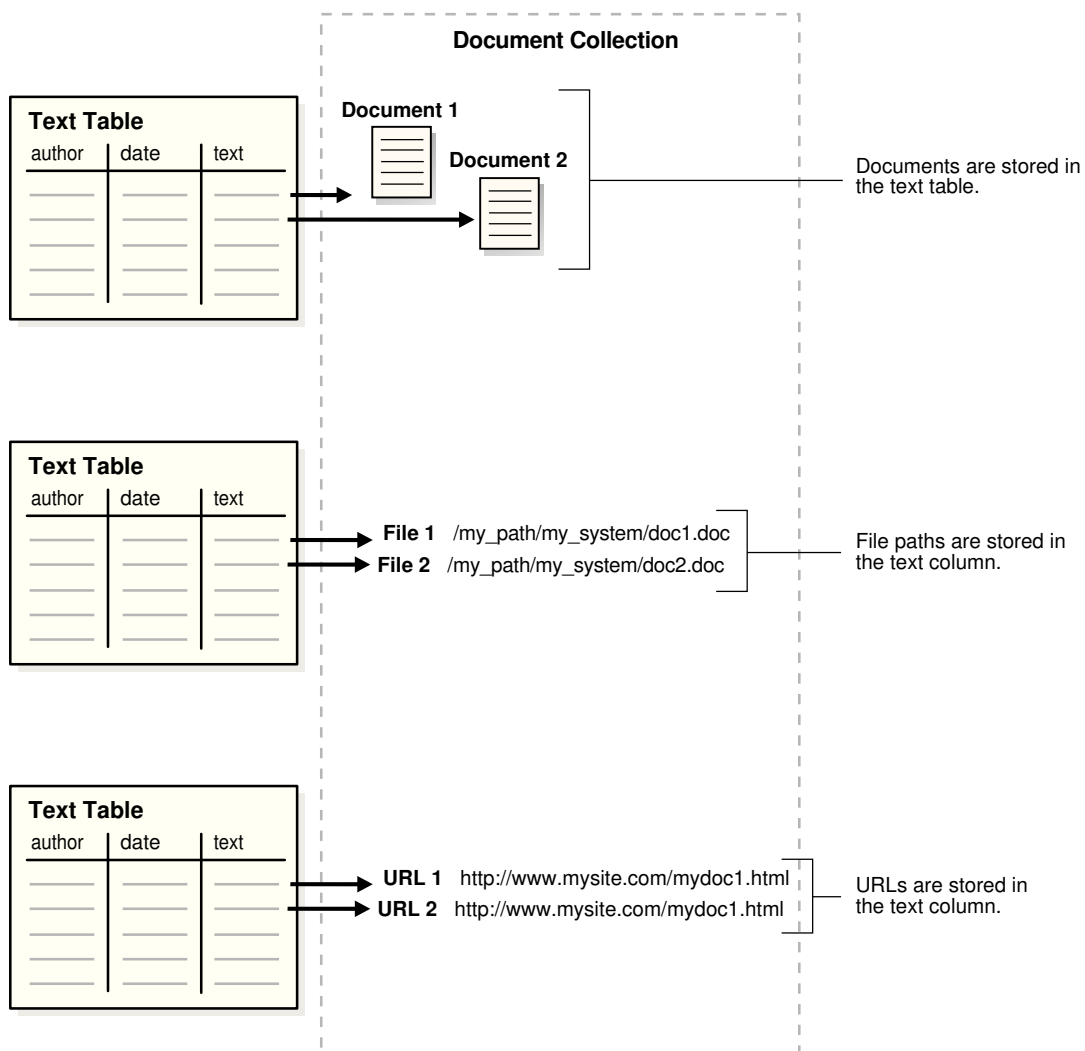 Document Collection
Text Table
author date text
Document 1
Document 2
Documents are stored in
the text table.
Text Table
author date text
File 1 /my_path/my_system/doc1.doc
File 2 /my_path/my_system/doc2.doc
File paths are stored in
the text column.
Text Table
author date text
URL 1 http://www.mysite.com/mydoc1.html
URL 2 http://www.mysite.com/mydoc1.html
URLs are stored in
the text column.